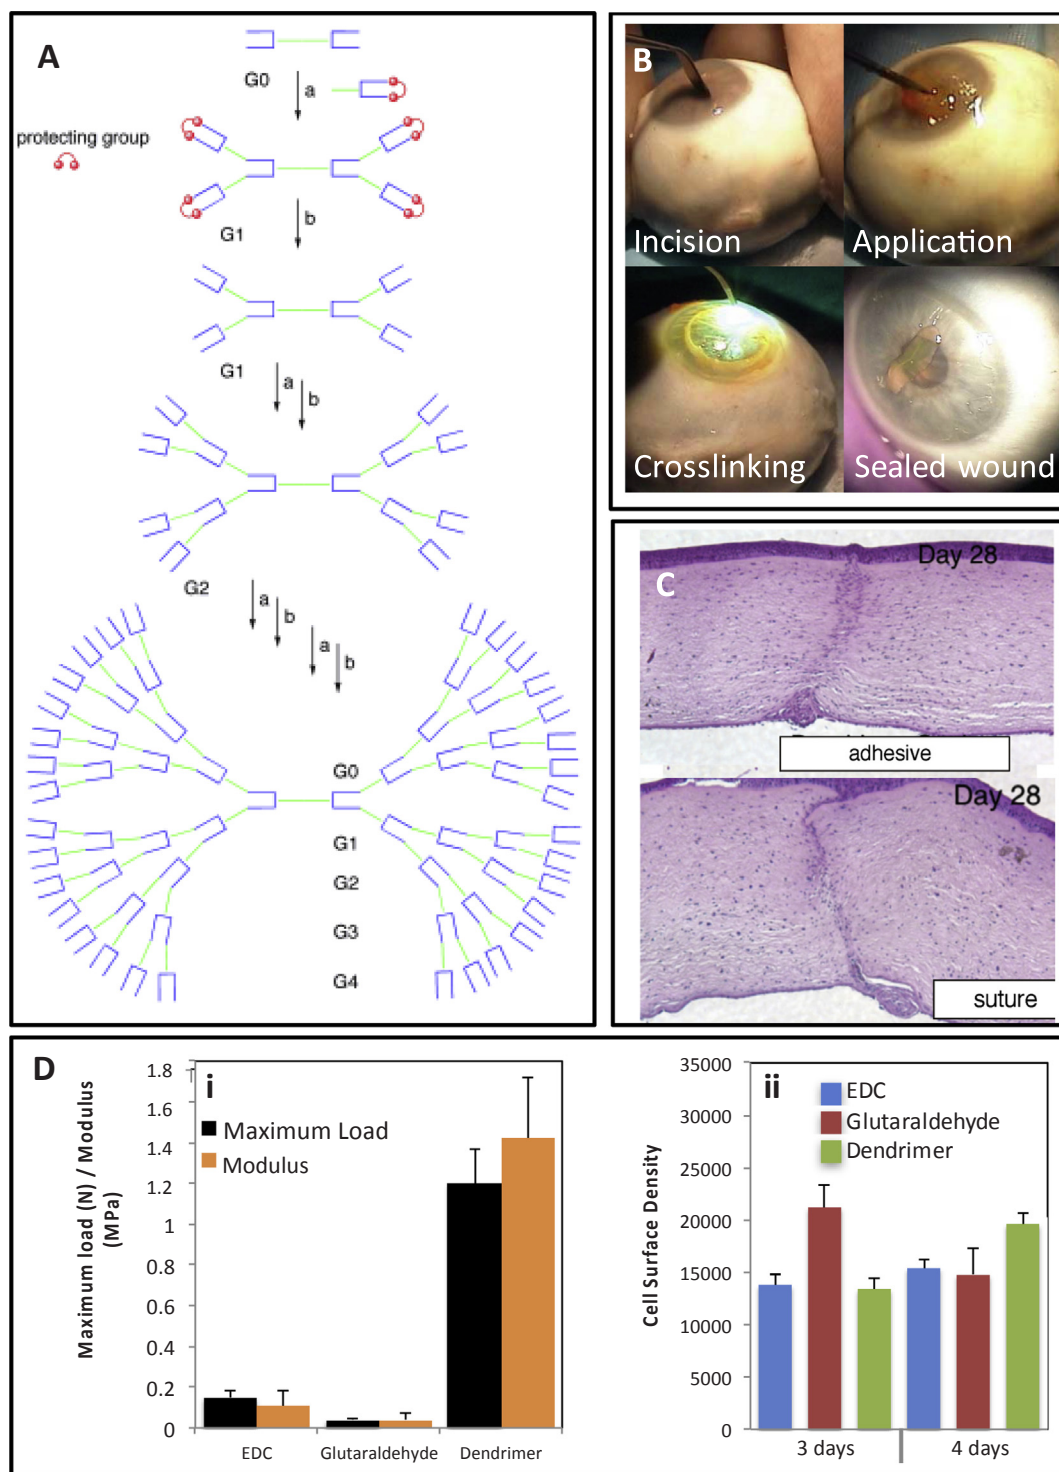 A
G0
a
protecting group
b
G1
G1
a
b
G2
a
b
a
b
G0
G1
G2
G3
G4
B
Incision
Application
Crosslinking
Sealed wound
C
Day 28
adhesive
Day 28
suture
D
i
Maximum load (N) / Modulus
(MPa)
1.8
1.6
1.4
1.2
1
0.8
0.6
0.4
0.2
0
Maximum Load
Modulus
EDC
Glutaraldehyde
Dendrimer
ii
Cell Surface Density
35000
30000
25000
20000
15000
10000
5000
0
EDC
Glutaraldehyde
Dendrimer
3 days
4 days